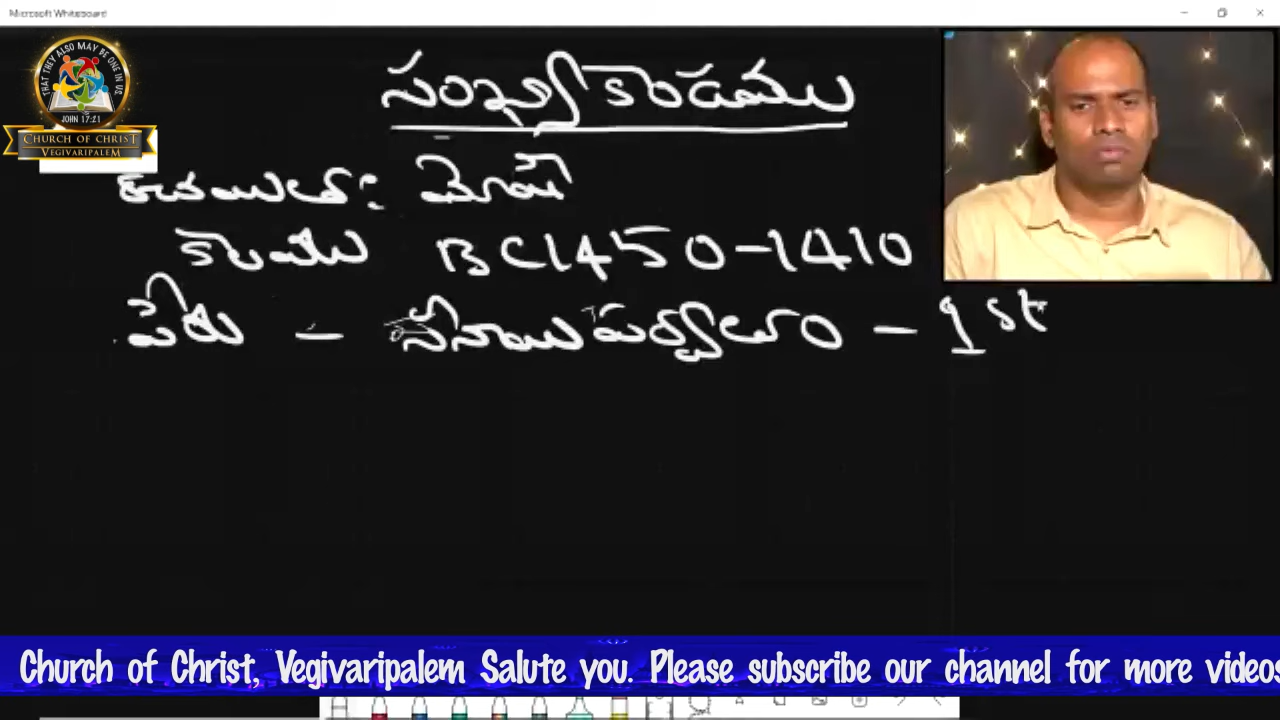 Microsoft Whiteboard
THAT THEY ALSO MAY BE ONE IN US
JOHN 17:21
CHURCH OF CHRIST
VEGIVARIPALEM
సంఖ్యాకాండము
రచయిత: మోషే
కాలము BC1450-1410
పేరు - సీనాయి పర్వతం - 1st
Church of Christ, Vegivaripalem Salute you. Please subscribe our channel for more videos